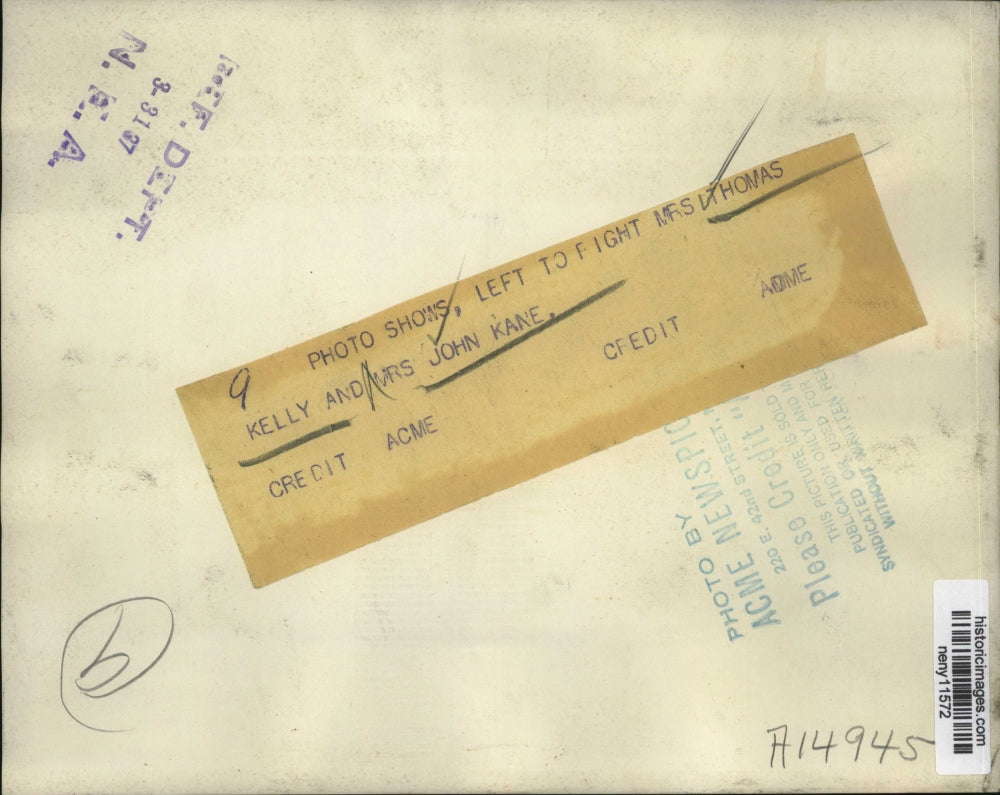 REF. DEPT.
3-31 37
N. E. A.
9
PHOTO SHOWS, LEFT TO FIGHT MRS THOMAS
KELLY AND MRS JOHN KANE.
CREDIT ACME
CREDIT
PHOTO BY
ACME NEWSPIC
220 E. 42nd STREET,
Please Credit "
THIS PICTURE IS SOLD
PUBLICATION ONLY AND M
SYNDICATED OR USED FOR
WITHOUT WRITTEN PER
A14945
historicimages.com
neny11572